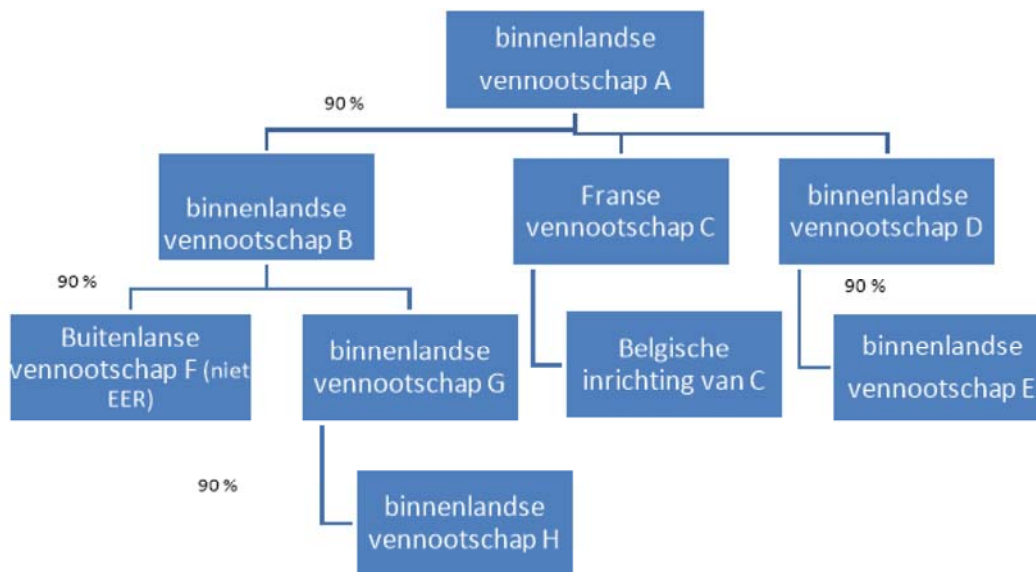 binnenlandse
vennootschap A
90 %
binnenlandse
vennootschap B
Franse
vennootschap C
binnenlandse
vennootschap D
90 %
90 %
Buitenlanse
vennootschap F (niet
EER)
binnenlandse
vennootschap G
Belgische
inrichting van C
binnenlandse
vennootschap E
90 %
binnenlandse
vennootschap H